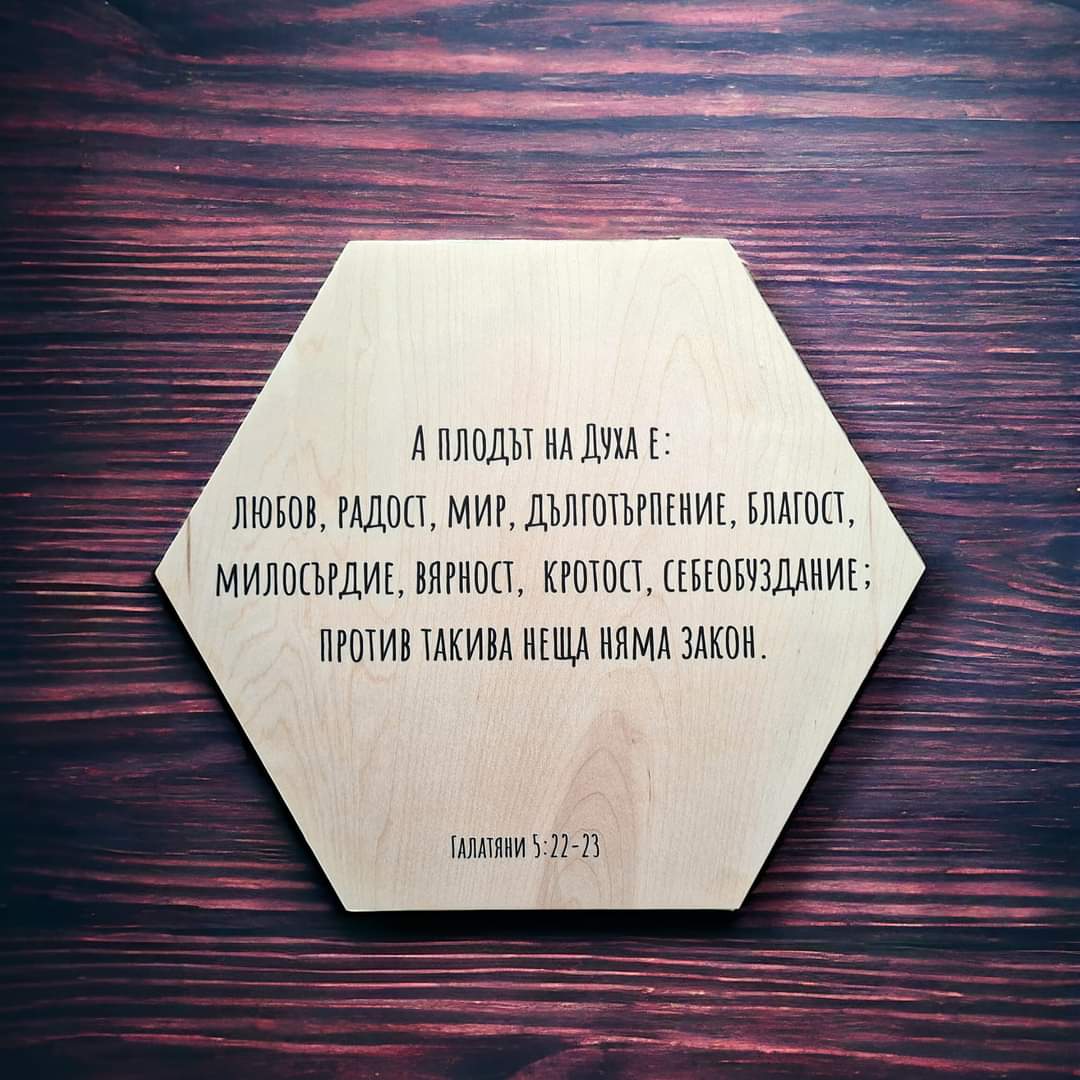 А плодът на Духа е:
любов, радост, мир, дълготърпение, благост,
милосърдие, вярност, кротост, себеобуздание;
против такива неща няма закон.
Галатяни 5:22-23